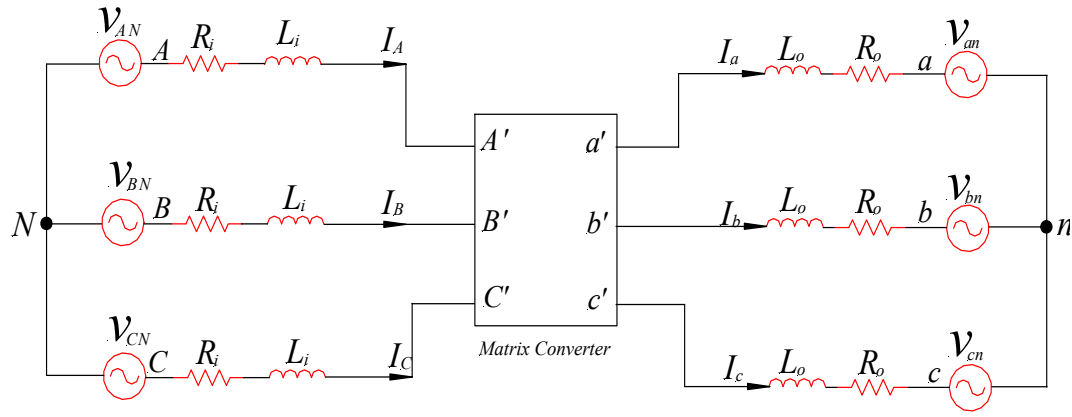 V_AN A R_i L_i I_A
I_a L_o R_o a V_an
A' a'
V_BN B R_i L_i I_B
I_b L_o R_o b V_bn
N B' b' n
C' c'
V_CN C R_i L_i I_C
Matrix Converter
I_c L_o R_o c V_cn